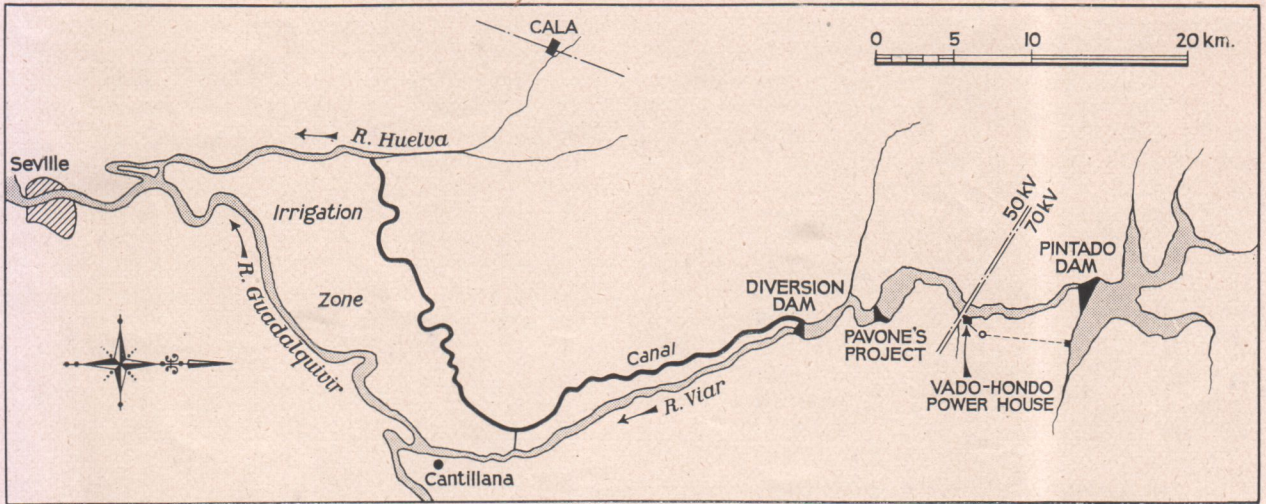 CALA
0 5 10 20 km.
R. Huelva
Seville
Irrigation
Zone
R. Guadalquivir
50 KV
70 KV
PINTADO
DAM
DIVERSION
DAM
PAVONE'S
PROJECT
Canal
R. Viar
VADO-HONDO
POWER HOUSE
Cantillana